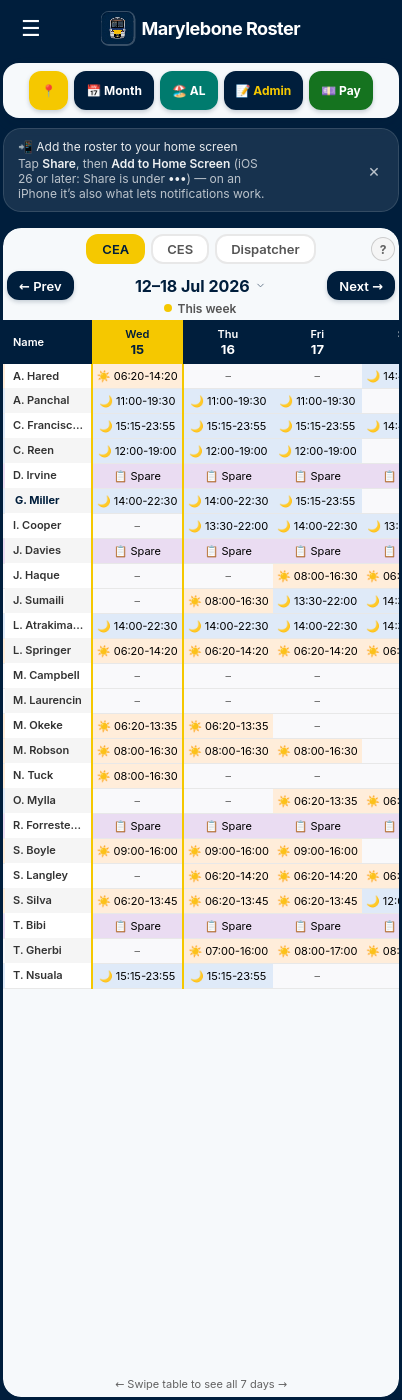 ☰ Marylebone Roster
📍 📅 Month 🏖️ AL 📝 Admin 💷 Pay
📲 Add the roster to your home screen
Tap Share, then Add to Home Screen (iOS
26 or later: Share is under •••) — on an
iPhone it's also what lets notifications work.
✕
CEA CES Dispatcher ?
← Prev 12–18 Jul 2026 Next →
This week
Name Wed 15 Thu 16 Fri 17
A. Hared ☀️ 06:20-14:20 – – 🌙 14:
A. Panchal 🌙 11:00-19:30 🌙 11:00-19:30 🌙 11:00-19:30
C. Francisc... 🌙 15:15-23:55 🌙 15:15-23:55 🌙 15:15-23:55 🌙 14:
C. Reen 🌙 12:00-19:00 🌙 12:00-19:00 🌙 12:00-19:00
D. Irvine 📋 Spare 📋 Spare 📋 Spare 📋
G. Miller 🌙 14:00-22:30 🌙 14:00-22:30 🌙 15:15-23:55
I. Cooper – 🌙 13:30-22:00 🌙 14:00-22:30 🌙 13:
J. Davies 📋 Spare 📋 Spare 📋 Spare 📋
J. Haque – – ☀️ 08:00-16:30 ☀️ 06:
J. Sumaili – ☀️ 08:00-16:30 🌙 13:30-22:00 🌙 14:
L. Atrakima... 🌙 14:00-22:30 🌙 14:00-22:30 🌙 14:00-22:30 🌙 14:
L. Springer ☀️ 06:20-14:20 ☀️ 06:20-14:20 ☀️ 06:20-14:20 ☀️ 06:
M. Campbell – – –
M. Laurencin – – –
M. Okeke ☀️ 06:20-13:35 ☀️ 06:20-13:35 –
M. Robson ☀️ 08:00-16:30 ☀️ 08:00-16:30 ☀️ 08:00-16:30
N. Tuck ☀️ 08:00-16:30 – –
O. Mylla – – ☀️ 06:20-13:35 ☀️ 06:
R. Forreste... 📋 Spare 📋 Spare 📋 Spare 📋
S. Boyle ☀️ 09:00-16:00 ☀️ 09:00-16:00 ☀️ 09:00-16:00
S. Langley – ☀️ 06:20-14:20 ☀️ 06:20-14:20 ☀️ 06:
S. Silva ☀️ 06:20-13:45 ☀️ 06:20-13:45 ☀️ 06:20-13:45 🌙 12:
T. Bibi 📋 Spare 📋 Spare 📋 Spare 📋
T. Gherbi – ☀️ 07:00-16:00 ☀️ 08:00-17:00 ☀️ 08:
T. Nsuala 🌙 15:15-23:55 🌙 15:15-23:55 –
← Swipe table to see all 7 days →